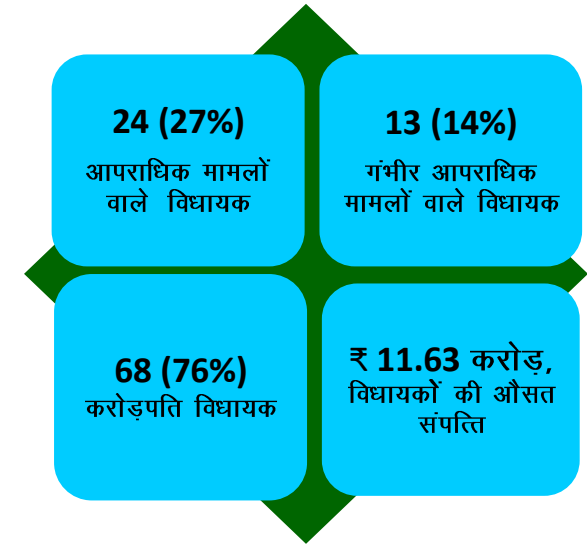 24 (27%)
आपराधिक मामलों
वाले विधायक
13 (14%)
गंभीर आपराधिक
मामलों वाले विधायक
68 (76%)
करोड़पति विधायक
₹ 11.63 करोड़,
विधायकों की औसत
संपत्ति